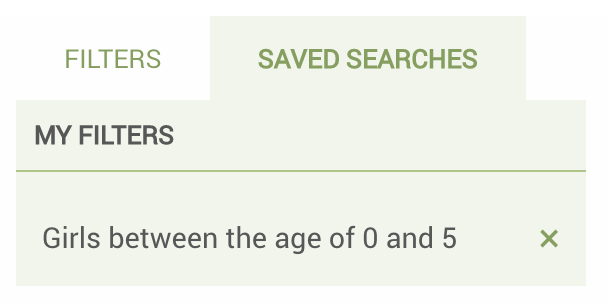 FILTERS SAVED SEARCHES
MY FILTERS
Girls between the age of 0 and 5 ×